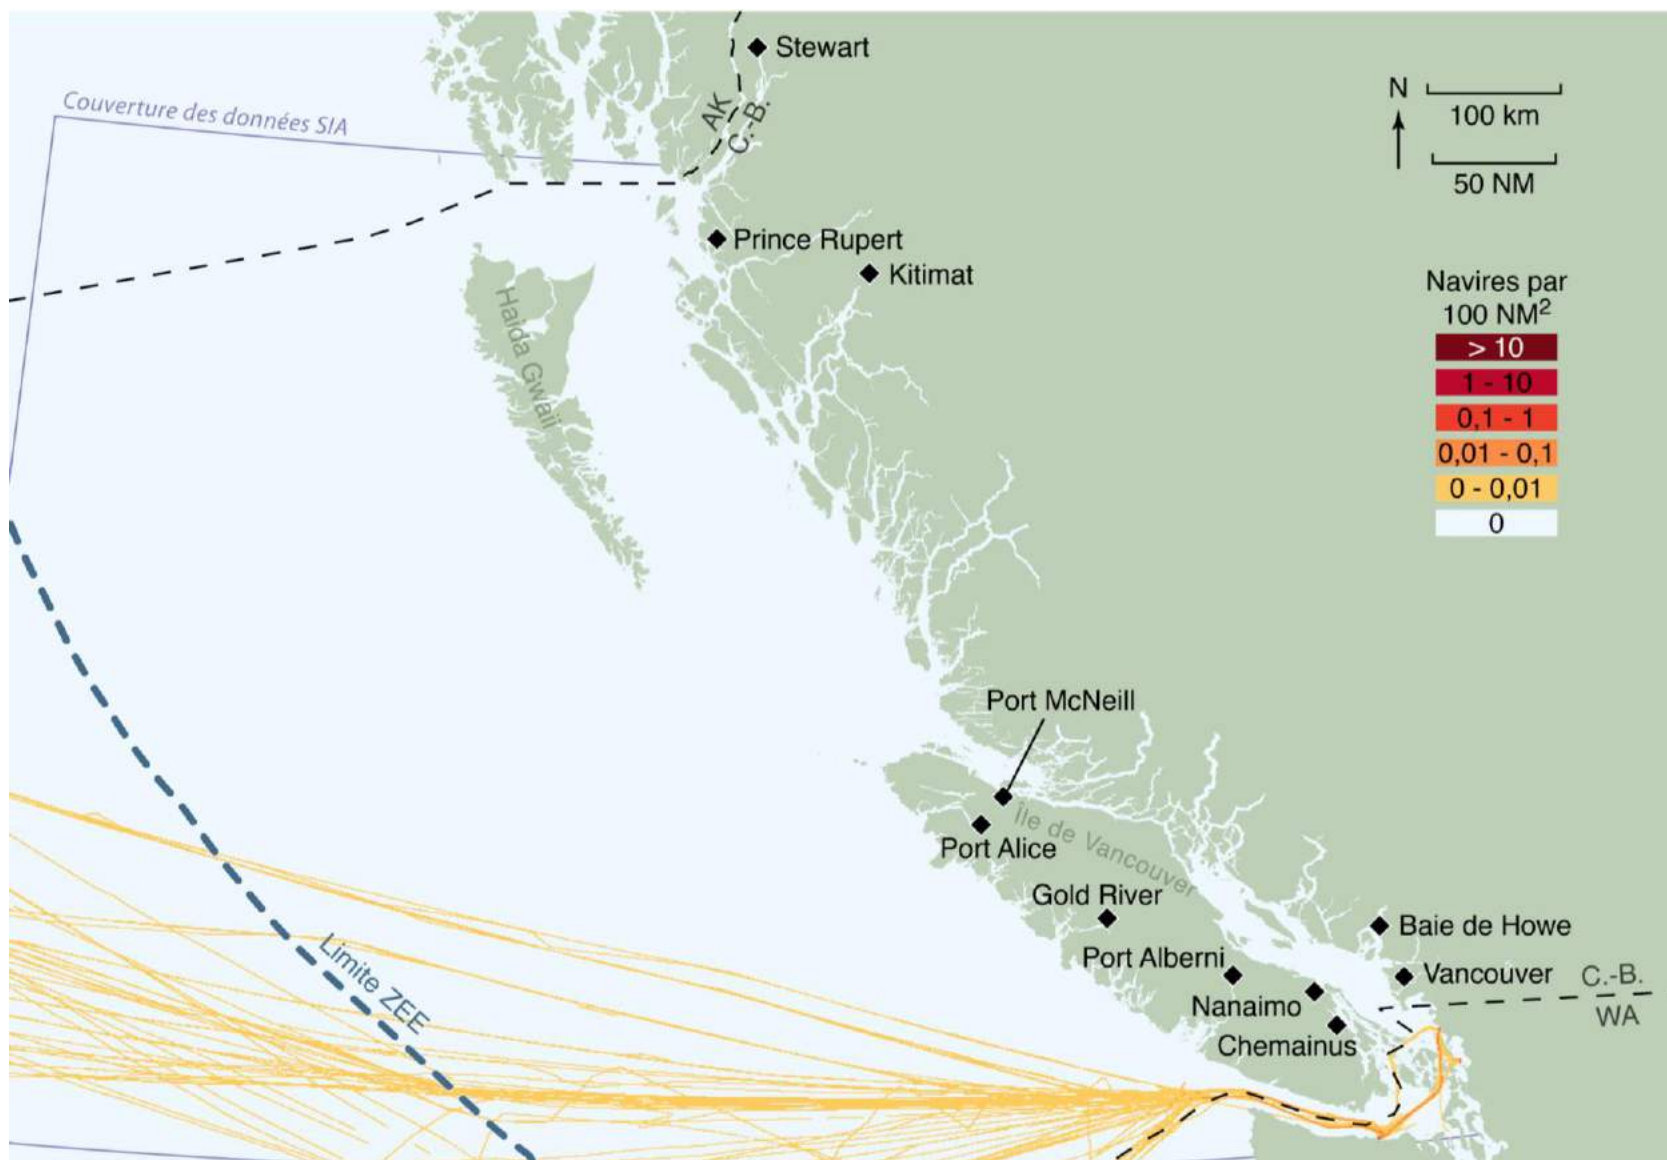 Stewart
Couverture des données SIA
AK
C.-B.
N
100 km
50 NM
Prince Rupert
Kitimat
Haida Gwaii
Navires par
100 NM²
> 10
1 - 10
0,1 - 1
0,01 - 0,1
0 - 0,01
0
Port McNeill
Île de Vancouver
Port Alice
Gold River
Baie de Howe
Port Alberni
Vancouver
C.-B.
WA
Nanaimo
Chemainus
Limite ZEE